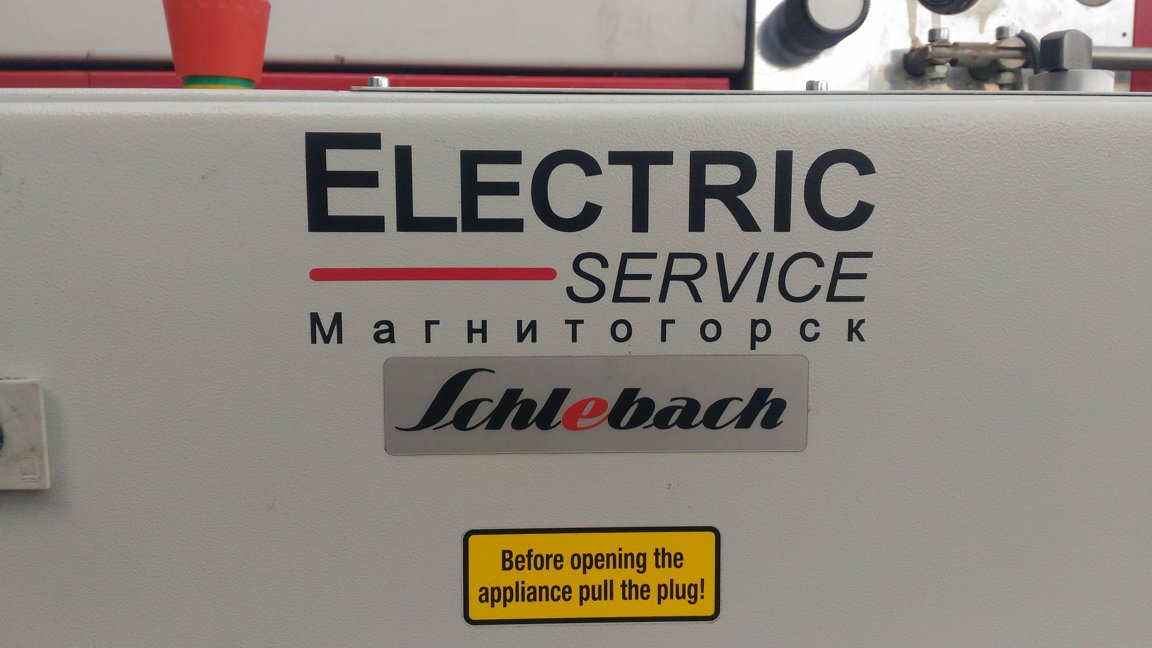 ELECTRIC
SERVICE
Магнитогорск
Schlebach
Before opening the
appliance pull the plug!